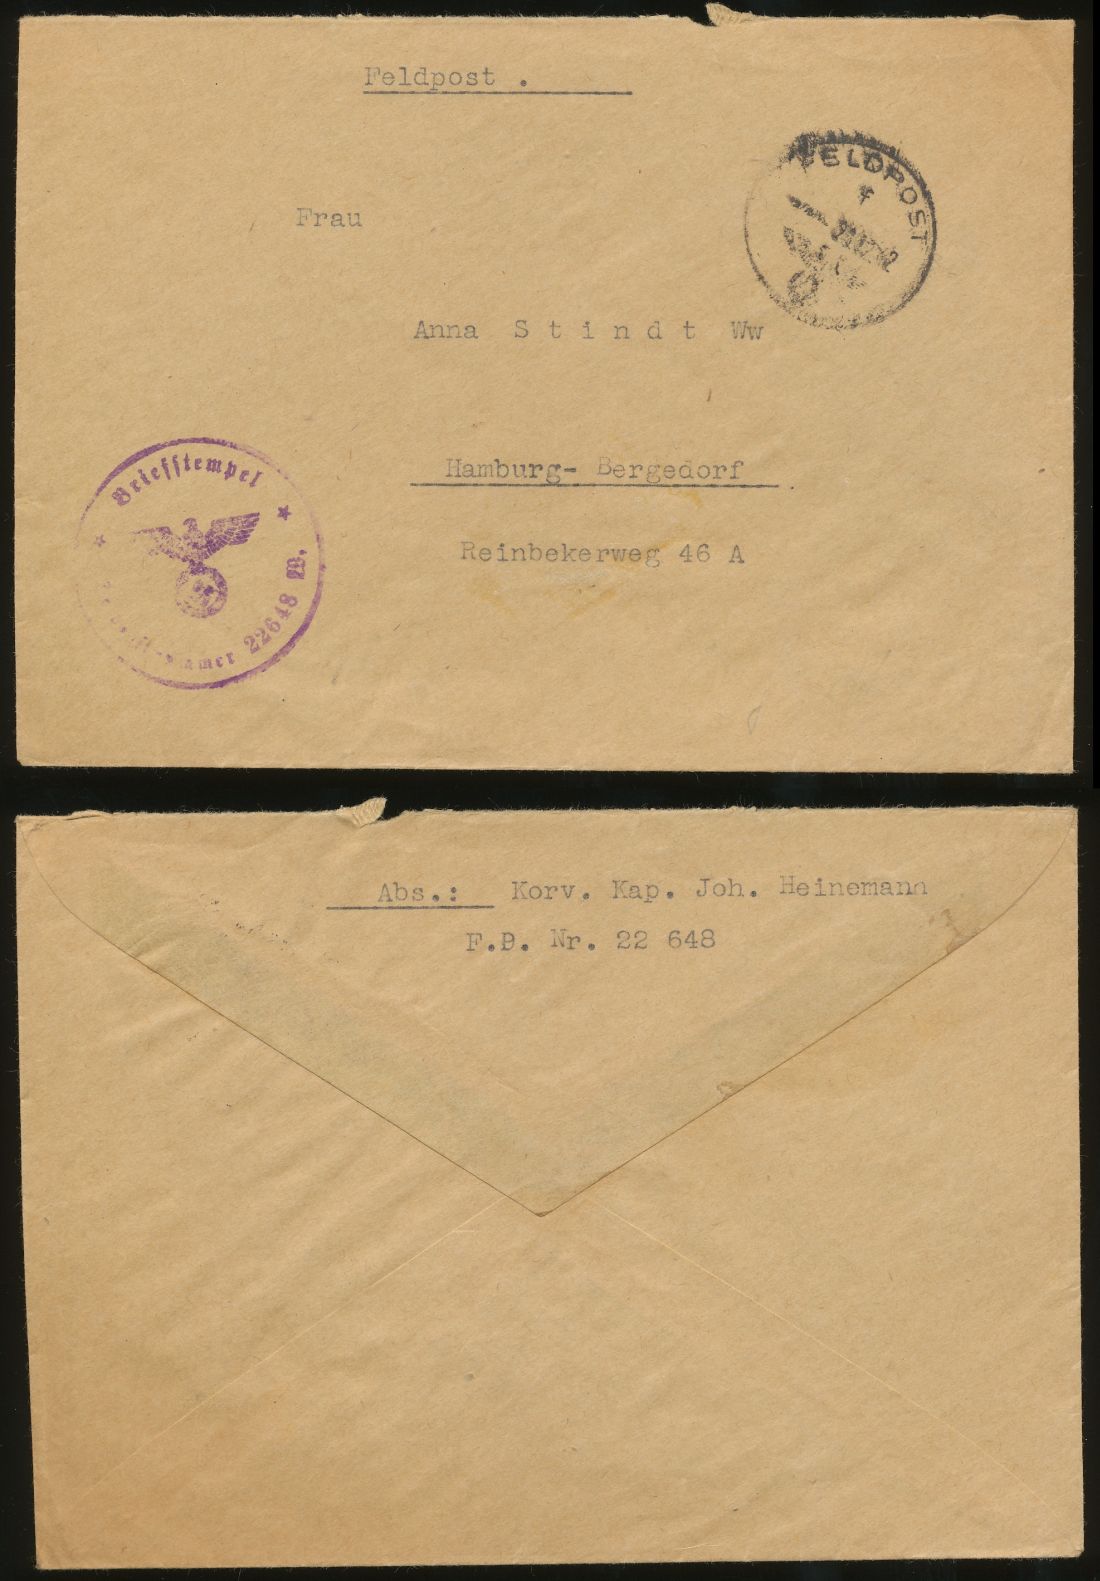 Feldpost .
FELDPOST
Frau
Anna S t i n d t Ww
Hamburg- Bergedorf
Reinbekerweg 46 A
Briefstempel
22648 B.
Abs.: Korv. Kap. Joh. Heinemann
F.P. Nr. 22 648